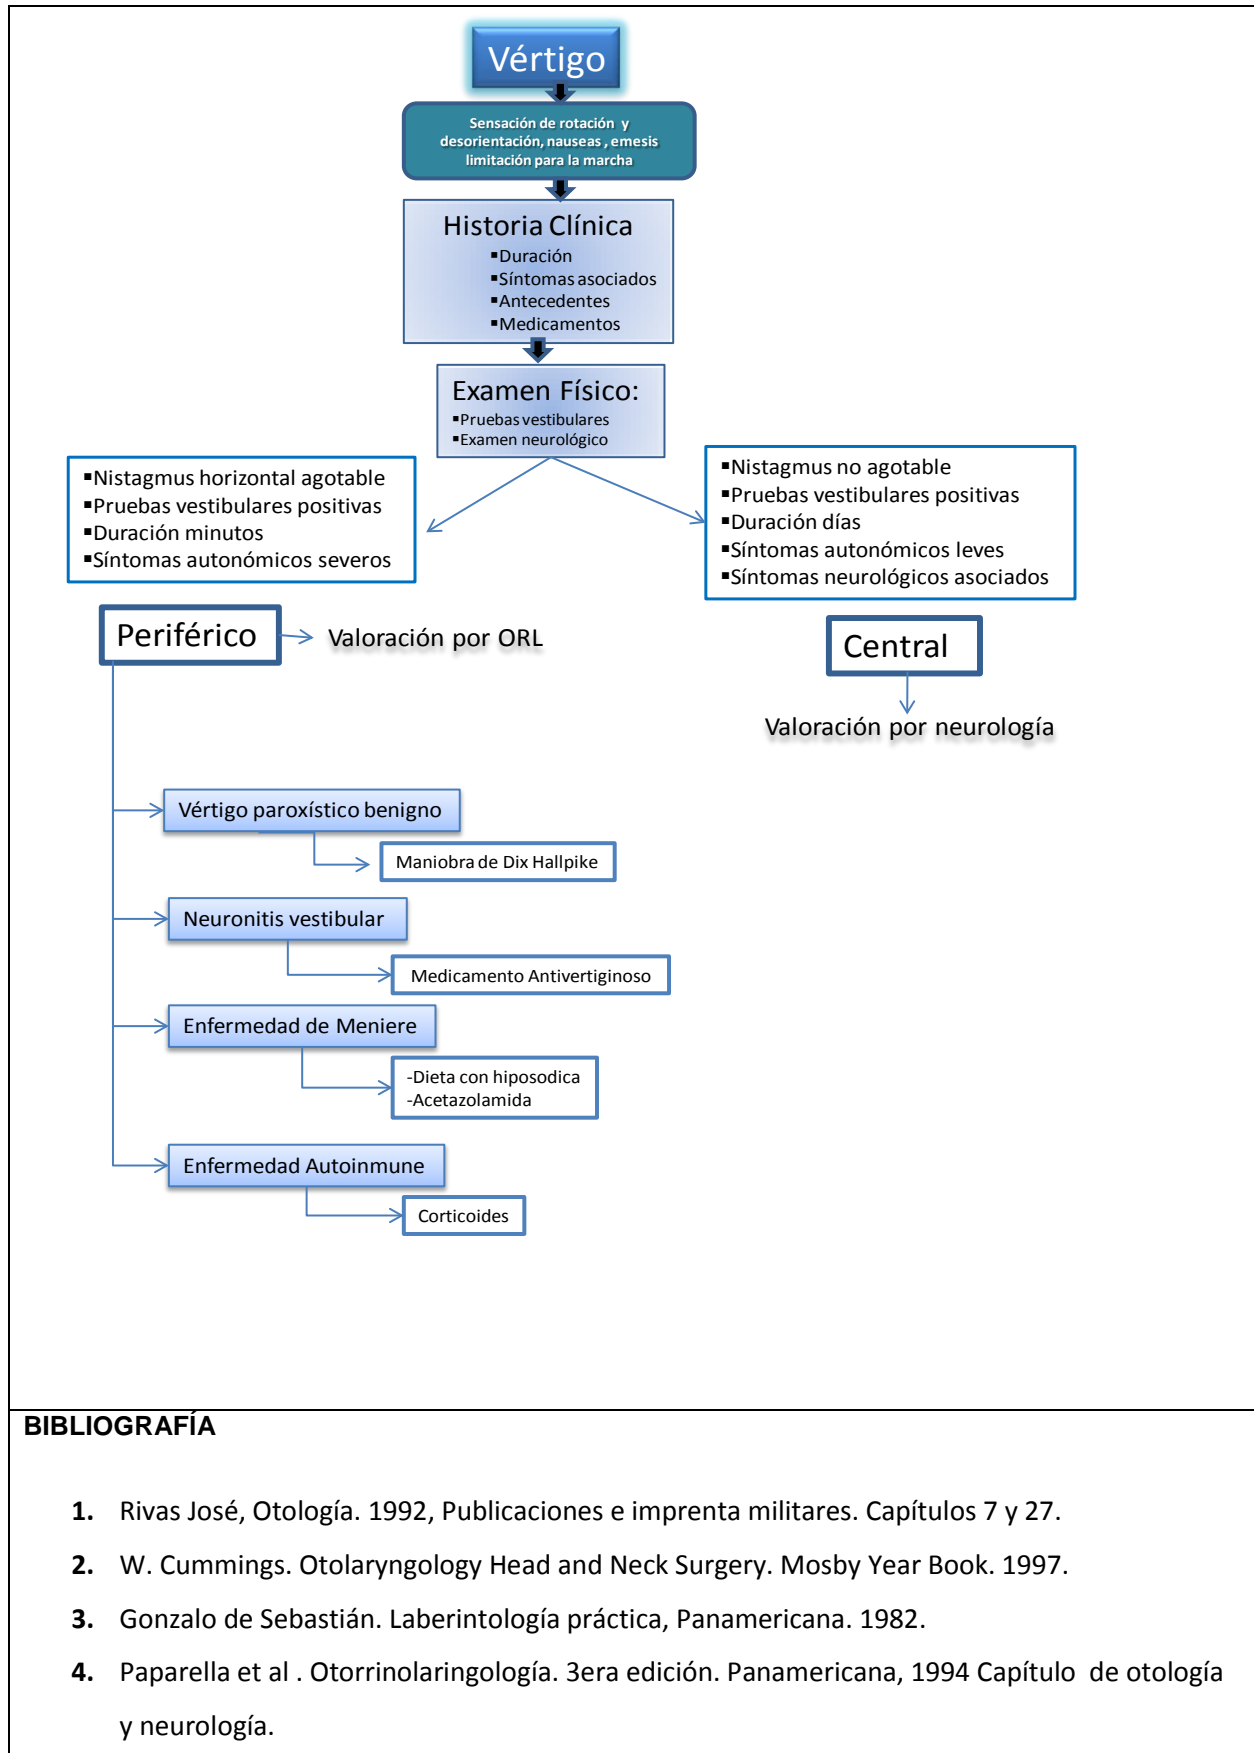 Vértigo
Sensación de rotación y
desorientación, nauseas , emesis
limitación para la marcha
Historia Clínica
▪Duración
▪Síntomas asociados
▪Antecedentes
▪Medicamentos
Examen Físico:
▪Pruebas vestibulares
▪Examen neurológico
▪Nistagmus horizontal agotable
▪Pruebas vestibulares positivas
▪Duración minutos
▪Síntomas autonómicos severos
▪Nistagmus no agotable
▪Pruebas vestibulares positivas
▪Duración días
▪Síntomas autonómicos leves
▪Síntomas neurológicos asociados
Periférico
Valoración por ORL
Central
Valoración por neurología
Vértigo paroxístico benigno
Maniobra de Dix Hallpike
Neuronitis vestibular
Medicamento Antivertiginoso
Enfermedad de Meniere
-Dieta con hiposodica
-Acetazolamida
Enfermedad Autoinmune
Corticoides
BIBLIOGRAFÍA
1. Rivas José, Otología. 1992, Publicaciones e imprenta militares. Capítulos 7 y 27.
2. W. Cummings. Otolaryngology Head and Neck Surgery. Mosby Year Book. 1997.
3. Gonzalo de Sebastián. Laberintología práctica, Panamericana. 1982.
4. Paparella et al . Otorrinolaringología. 3era edición. Panamericana, 1994 Capítulo de otología
y neurología.